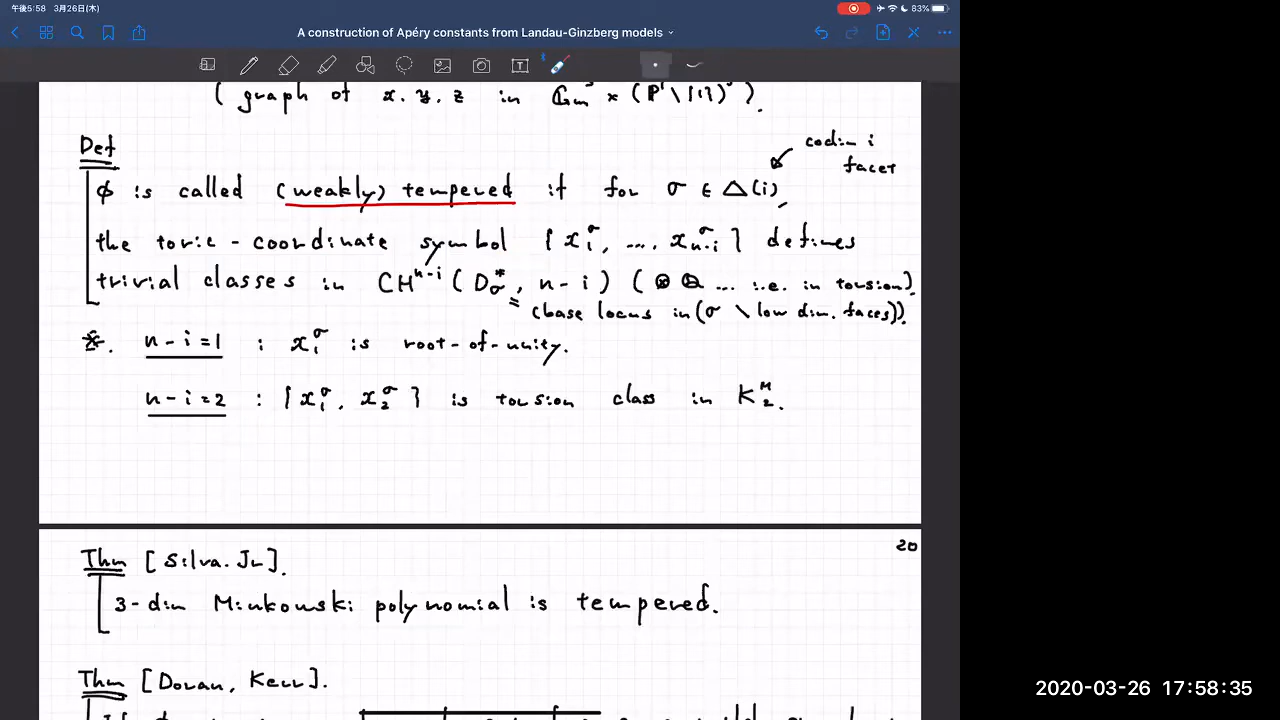 午後5:58 3月26日(木)
83%
A construction of Apéry constants from Landau-Ginzberg models
( graph of x, y, z in 𝔾m³ × (ℙ¹ \ {1})³ ).
Def
codim i facet
φ is called (weakly) tempered if for σ ∈ Δ(i),
the toric-coordinate symbol {x₁^σ, ... , x_{n-i}^σ} defines
trivial classes in CH^{n-i} (D_σ^*, n-i) (⊗ℚ ... i.e. in torsion).
= (base locus in (σ \ low dim. faces)).
※. n-i=1 : x₁^σ is root-of-unity.
n-i=2 : {x₁^σ, x₂^σ} is torsion class in K₂^M.
20
Thm [Silva. Jr].
3-dim Minkowski polynomial is tempered.
Thm [Doran, Kerr].
2020-03-26 17:58:35